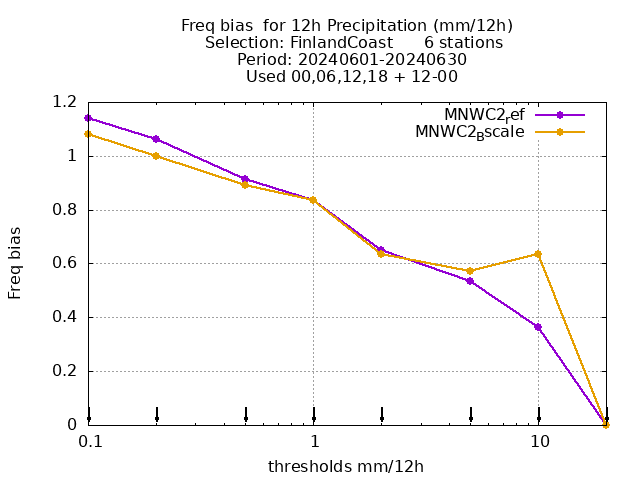 Freq bias  for 12h Precipitation (mm/12h)
Selection: FinlandCoast      6 stations
Period: 20240601-20240630
Used 00,06,12,18 + 12-00
MNWC2ref
MNWC2Bscale
1.2
1
0.8
0.6
0.4
0.2
0
Freq bias
0.1
1
10
thresholds mm/12h